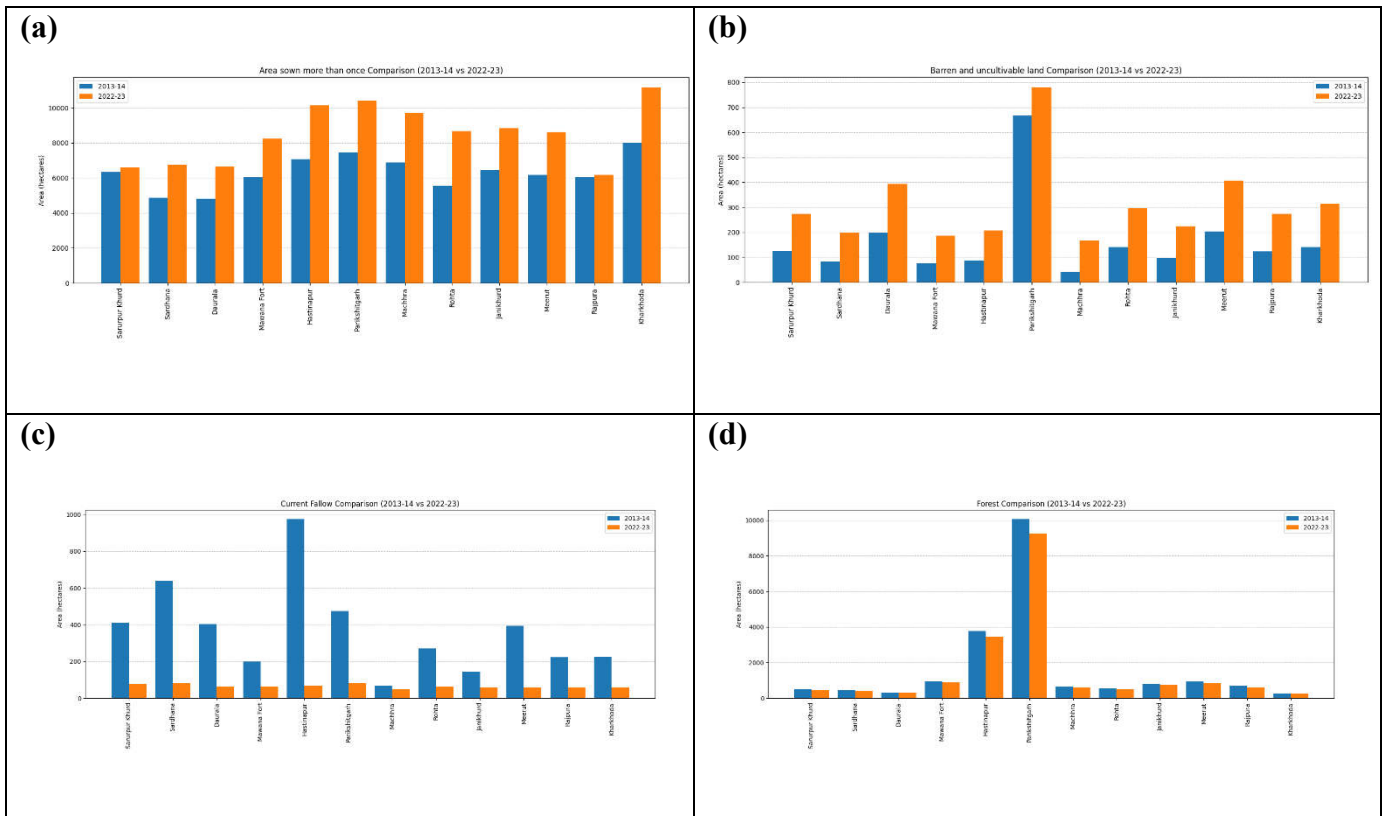 (a)
Area sown more than once Comparison (2013-14 vs 2022-23)
2013-14
2022-23
Area (hectares)
10000
8000
6000
4000
2000
0
Sarurpur Khurd
Sardhana
Daurala
Mawana Fort
Hastinapur
Parikshitgarh
Machhra
Rohta
Janikhurd
Meerut
Rajpura
Kharkhoda
(b)
Barren and uncultivable land Comparison (2013-14 vs 2022-23)
2013-14
2022-23
Area (hectares)
800
700
600
500
400
300
200
100
0
Sarurpur Khurd
Sardhana
Daurala
Mawana Fort
Hastinapur
Parikshitgarh
Machhra
Rohta
Janikhurd
Meerut
Rajpura
Kharkhoda
(c)
Current Fallow Comparison (2013-14 vs 2022-23)
2013-14
2022-23
Area (hectares)
1000
800
600
400
200
0
Sarurpur Khurd
Sardhana
Daurala
Mawana Fort
Hastinapur
Parikshitgarh
Machhra
Rohta
Janikhurd
Meerut
Rajpura
Kharkhoda
(d)
Forest Comparison (2013-14 vs 2022-23)
2013-14
2022-23
Area (hectares)
10000
8000
6000
4000
2000
0
Sarurpur Khurd
Sardhana
Daurala
Mawana Fort
Hastinapur
Parikshitgarh
Machhra
Rohta
Janikhurd
Meerut
Rajpura
Kharkhoda